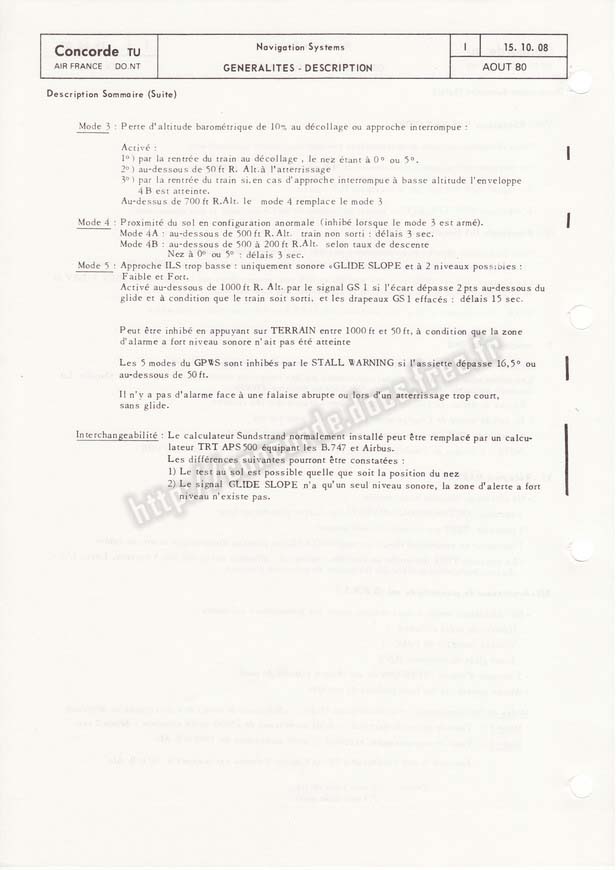 Concorde TU
AIR FRANCE DO.NT
Navigation Systems
GENERALITES - DESCRIPTION
I
15. 10. 08
AOUT 80
Description Sommaire (Suite)
Mode 3 : Perte d'altitude barométrique de 10% au décollage ou approche interrompue :
Activé :
1°) par la rentrée du train au décollage , le nez étant à 0° ou 5°.
2°) au-dessous de 50 ft R. Alt.à l'arterrissage
3°) par la rentrée du train si.en cas d'approche interrompue à basse altitude l'enveloppe
4 B est atteinte.
Au-dessus de 700 ft R.Alt. le mode 4 remplace le mode 3
Mode 4 : Proximité du sol en configuration anormale (inhibé lorsque le mode 3 est armé).
Mode 4A : au-dessous de 500 ft R. Alt. train non sorti : délais 3 sec.
Mode 4B : au-dessous de 500 à 200 ft R.Alt. selon taux de descente
Nez à 0° ou 5° : délais 3 sec.
Mode 5 : Approche ILS trop basse : uniquement sonore «GLIDE SLOPE et à 2 niveaux possibles :
Faible et Fort.
Activé au-dessous de 1000 ft R. Alt. par le signal GS 1 si l'écart dépasse 2 pts au-dessous du
glide et à condition que le train soit sorti, et les drapeaux GS 1 effacés : délais 15 sec.
Peut être inhibé en appuyant sur TERRAIN entre 1000 ft et 50 ft, à condition que la zone
d'alarme a fort niveau sonore n'ait pas été atteinte
Les 5 modes du GPWS sont inhibés par le STALL WARNING si l'assiette dépasse 16,5° ou
au-dessous de 50 ft.
Il n'y a pas d'alarme face à une falaise abrupte ou lors d'un atterrissage trop court,
sans glide.
Interchangeabilité : Le calculateur Sundstrand normalement installé peut être remplacé par un calcu-
lateur TRT APS 500 équipant les B.747 et Airbus.
Les différences suivantes pourront être constatées :
1) Le test au sol est possible quelle que soit la position du nez
2) Le signal GLIDE SLOPE n'a qu'un seul niveau sonore, la zone d'alerte a fort
niveau n'existe pas.
http://concorde.docs.free.fr